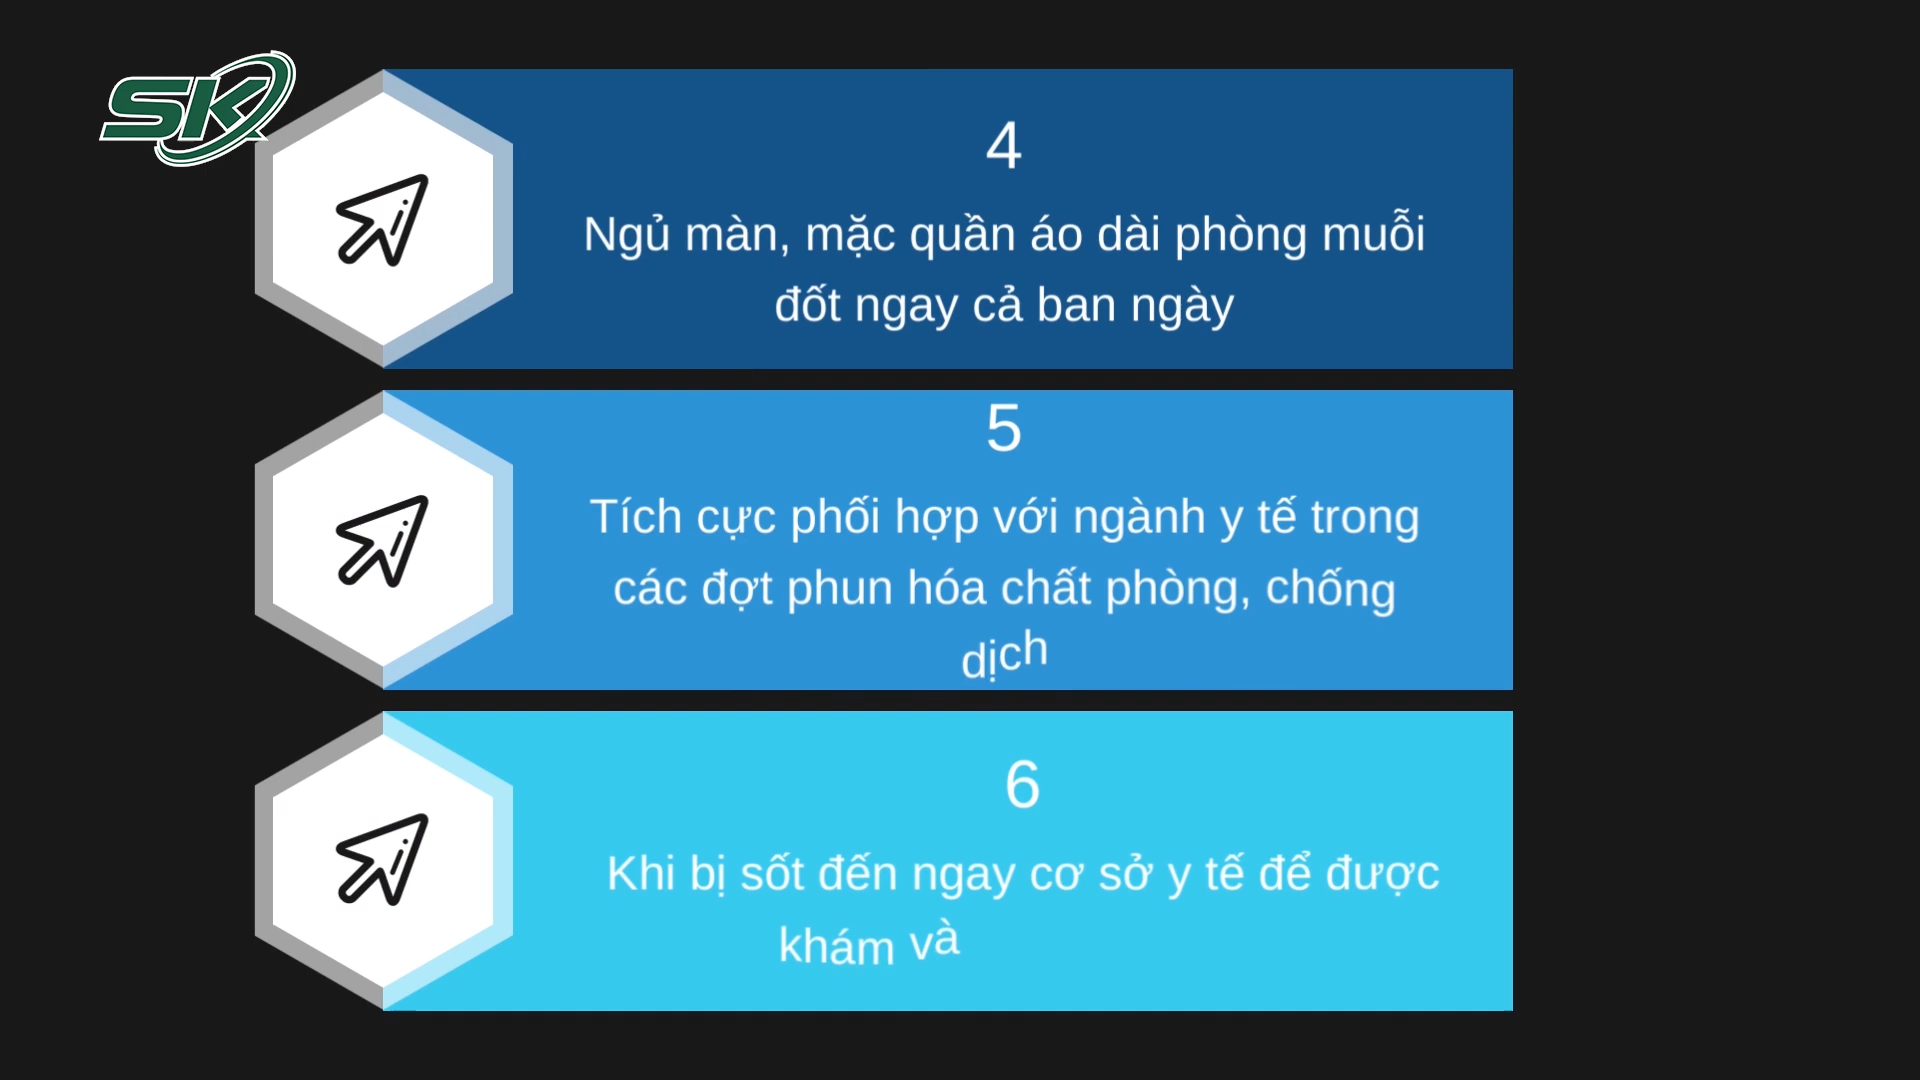 SK
4
Ngủ màn, mặc quần áo dài phòng muỗi
đốt ngay cả ban ngày
5
Tích cực phối hợp với ngành y tế trong
các đợt phun hóa chất phòng, chống
dịch
6
Khi bị sốt đến ngay cơ sở y tế để được
khám và